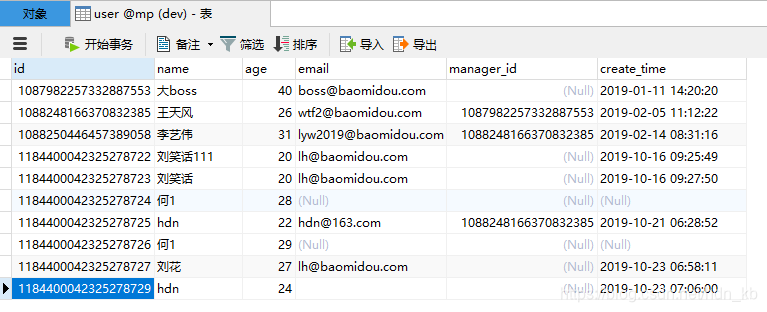 对象 user @mp (dev) - 表
开始事务 备注 筛选 排序 导入 导出
id name age email manager_id create_time
1087982257332887553 大boss 40 boss@baomidou.com (Null) 2019-01-11 14:20:20
1088248166370832385 王天风 26 wtf2@baomidou.com 1087982257332887553 2019-02-05 11:12:22
1088250446457389058 李艺伟 31 lyw2019@baomidou.com 1088248166370832385 2019-02-14 08:31:16
1184400042325278722 刘笑话111 20 lh@baomidou.com (Null) 2019-10-16 09:25:49
1184400042325278723 刘笑话 20 lh@baomidou.com (Null) 2019-10-16 09:27:50
1184400042325278724 何1 28 (Null) (Null) (Null)
1184400042325278725 hdn 22 hdn@163.com 1088248166370832385 2019-10-21 06:28:52
1184400042325278726 何1 29 (Null) (Null) (Null)
1184400042325278727 刘花 27 lh@baomidou.com (Null) 2019-10-23 06:58:11
1184400042325278729 hdn 24 (Null) 2019-10-23 07:06:00